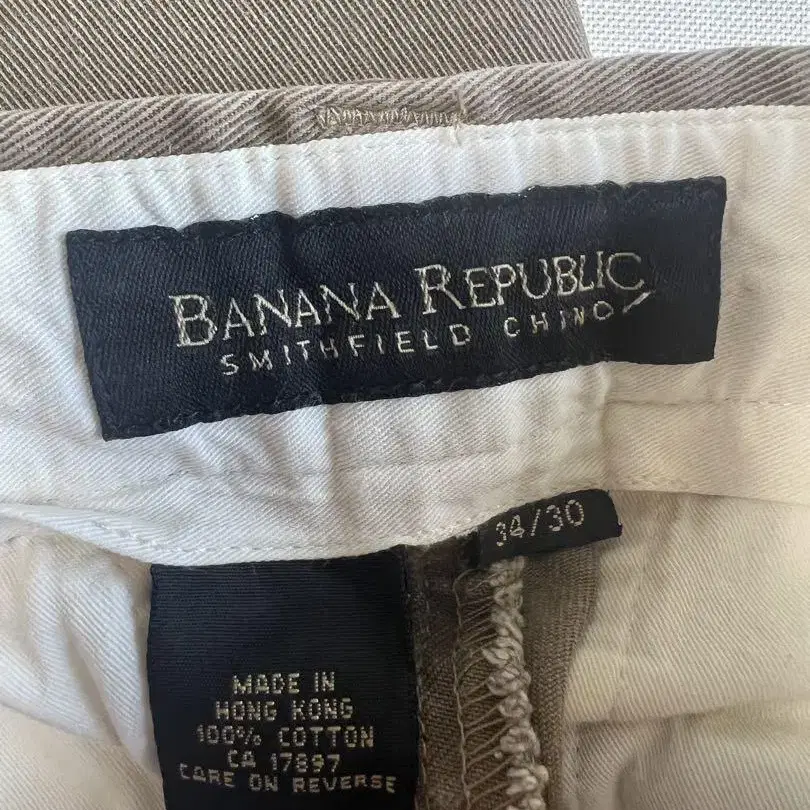 BANANA REPUBLIC
SMITHFIELD CHINO
34/30
MADE IN
HONG KONG
100% COTTON
CA 17897
CARE ON REVERSE